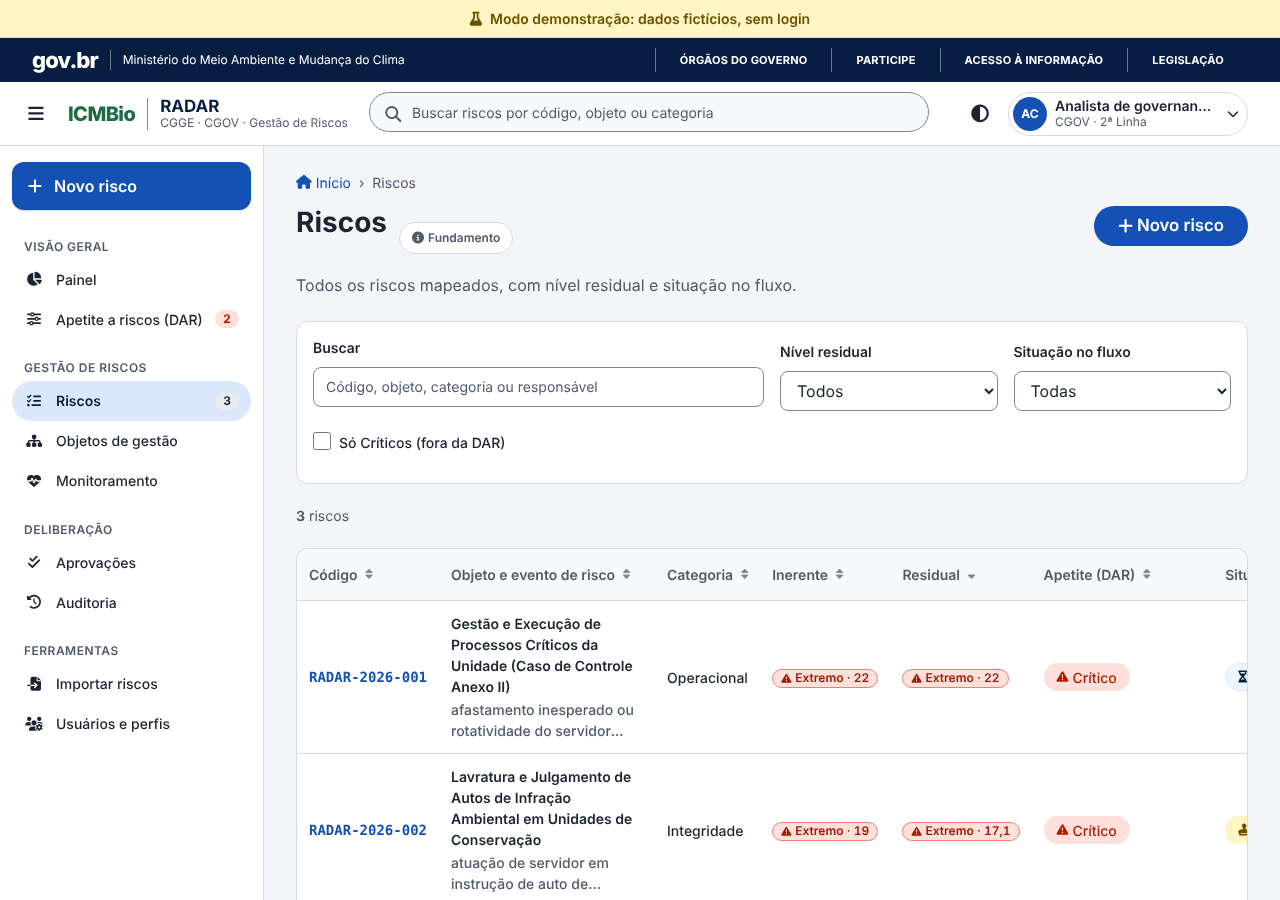 Modo demonstração: dados fictícios, sem login
gov.br
Ministério do Meio Ambiente e Mudança do Clima
ÓRGÃOS DO GOVERNO
PARTICIPE
ACESSO À INFORMAÇÃO
LEGISLAÇÃO
ICMBio
RADAR
CGGE · CGOV · Gestão de Riscos
Buscar riscos por código, objeto ou categoria
AC
Analista de governan...
CGOV · 2ª Linha
Novo risco
VISÃO GERAL
Painel
Apetite a riscos (DAR) 2
GESTÃO DE RISCOS
Riscos 3
Objetos de gestão
Monitoramento
DELIBERAÇÃO
Aprovações
Auditoria
FERRAMENTAS
Importar riscos
Usuários e perfis
Início › Riscos
Riscos
Fundamento
Novo risco
Todos os riscos mapeados, com nível residual e situação no fluxo.
Buscar
Código, objeto, categoria ou responsável
Nível residual
Todos
Situação no fluxo
Todas
Só Críticos (fora da DAR)
3 riscos
Código
Objeto e evento de risco
Categoria
Inerente
Residual
Apetite (DAR)
Situ
RADAR-2026-001
Gestão e Execução de
Processos Críticos da
Unidade (Caso de Controle
Anexo II)
afastamento inesperado ou
rotatividade do servidor...
Operacional
Extremo · 22
Extremo · 22
Crítico
RADAR-2026-002
Lavratura e Julgamento de
Autos de Infração
Ambiental em Unidades de
Conservação
atuação de servidor em
instrução de auto de...
Integridade
Extremo · 19
Extremo · 17,1
Crítico